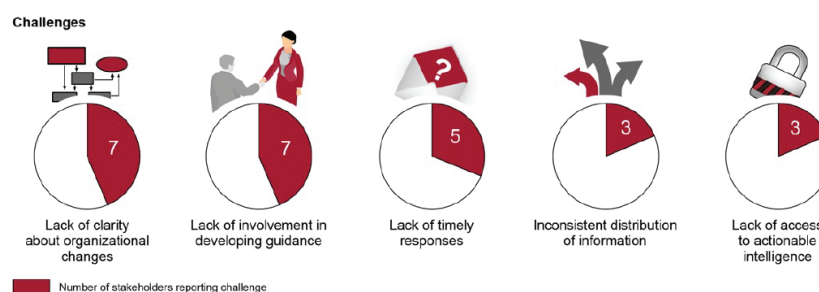 Challenges
?
7
7
5
3
3
Lack of clarity
about organizational
changes
Lack of involvement in
developing guidance
Lack of timely
responses
Inconsistent distribution
of information
Lack of access
to actionable
intelligence
Number of stakeholders reporting challenge